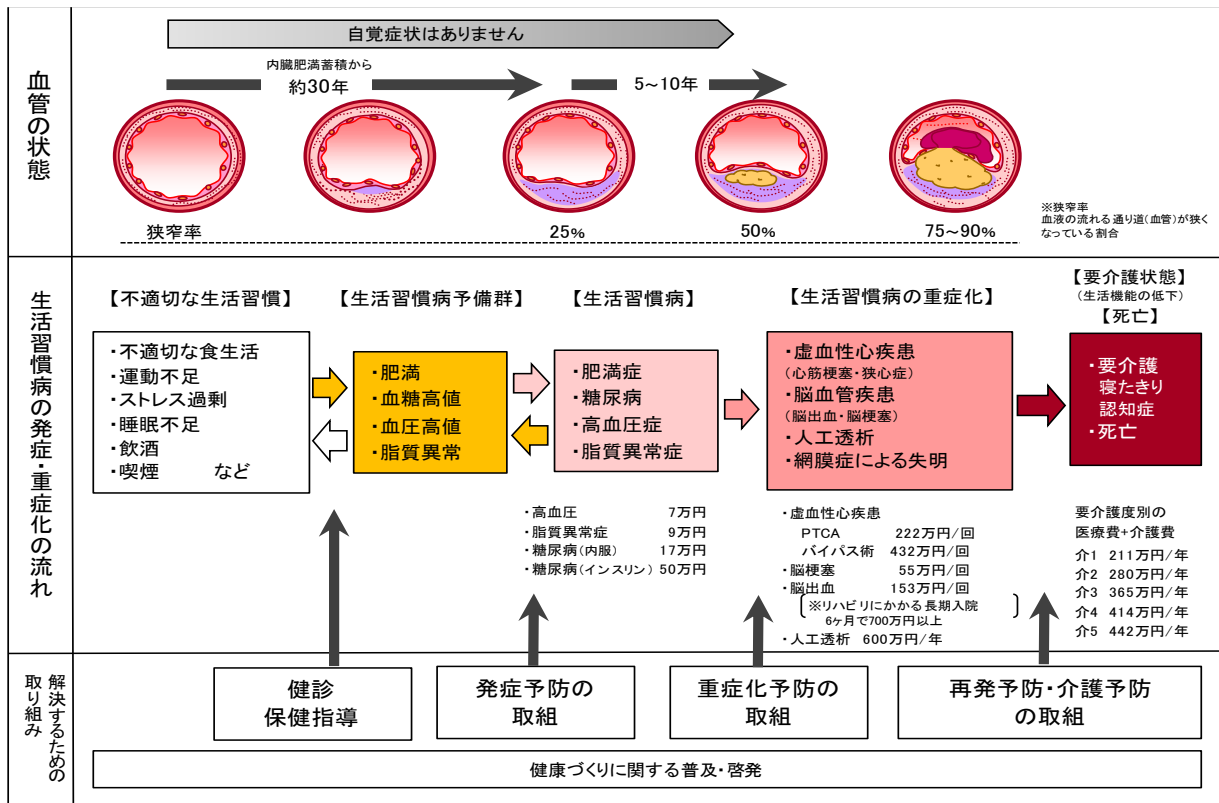 血管の状態
自覚症状はありません
内臓肥満蓄積から
約30年
5～10年
狭窄率
25%
50%
75～90%
※狭窄率
血液の流れる通り道(血管)が狭く
なっている割合
生活習慣病の発症・重症化の流れ
【不適切な生活習慣】
・不適切な食生活
・運動不足
・ストレス過剰
・睡眠不足
・飲酒
・喫煙　　など
【生活習慣病予備群】
・肥満
・血糖高値
・血圧高値
・脂質異常
【生活習慣病】
・肥満症
・糖尿病
・高血圧症
・脂質異常症
・高血圧　7万円
・脂質異常症　9万円
・糖尿病(内服)　17万円
・糖尿病(インスリン)　50万円
【生活習慣病の重症化】
・虚血性心疾患
(心筋梗塞・狭心症)
・脳血管疾患
(脳出血・脳梗塞)
・人工透析
・網膜症による失明
・虚血性心疾患
PTCA　222万円/回
バイパス術　432万円/回
・脳梗塞　55万円/回
・脳出血　153万円/回
※リハビリにかかる長期入院
6ヶ月で700万円以上
・人工透析　600万円/年
【要介護状態】
(生活機能の低下)
【死亡】
・要介護
寝たきり
認知症
・死亡
要介護度別の
医療費+介護費
介1　211万円/年
介2　280万円/年
介3　365万円/年
介4　414万円/年
介5　442万円/年
解決するための
取り組み
健診
保健指導
発症予防の
取組
重症化予防の
取組
再発予防・介護予防
の取組
健康づくりに関する普及・啓発